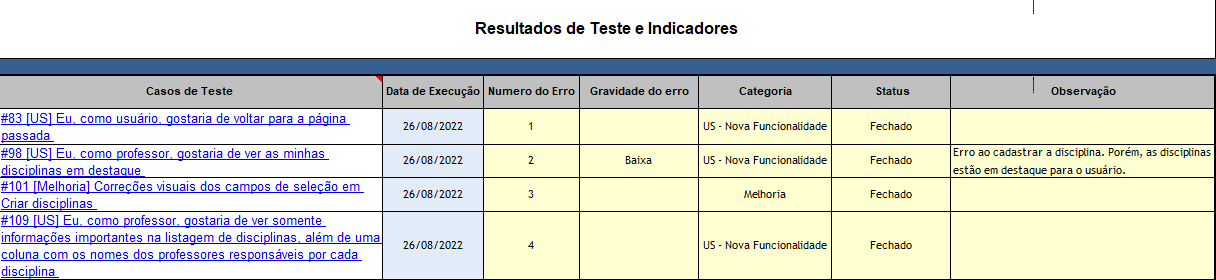 Resultados de Teste e Indicadores
Casos de Teste Data de Execução Numero do Erro Gravidade do erro Categoria Status Observação
#83 [US] Eu, como usuário, gostaria de voltar para a página
passada
26/08/2022 1 US - Nova Funcionalidade Fechado
#98 [US] Eu, como professor, gostaria de ver as minhas
disciplinas em destaque
26/08/2022 2 Baixa US - Nova Funcionalidade Fechado
Erro ao cadastrar a disciplina. Porém, as disciplinas
estão em destaque para o usuário.
#101 [Melhoria] Correções visuais dos campos de seleção em
Criar disciplinas
26/08/2022 3 Melhoria Fechado
#109 [US] Eu, como professor, gostaria de ver somente
informações importantes na listagem de disciplinas, além de uma
coluna com os nomes dos professores responsáveis por cada
disciplina
26/08/2022 4 US - Nova Funcionalidade Fechado